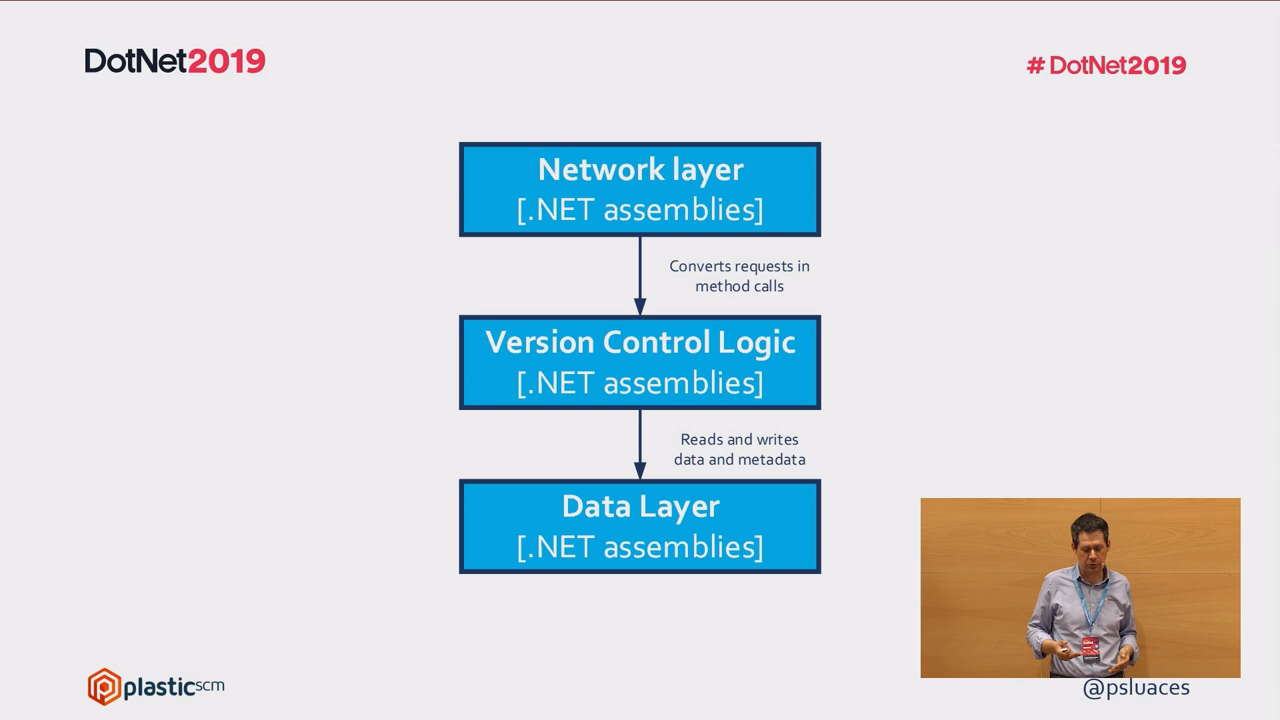 DotNet2019
# DotNet2019
Network layer
[.NET assemblies]
Converts requests in
method calls
Version Control Logic
[.NET assemblies]
Reads and writes
data and metadata
Data Layer
[.NET assemblies]
plasticscm
@psluaces